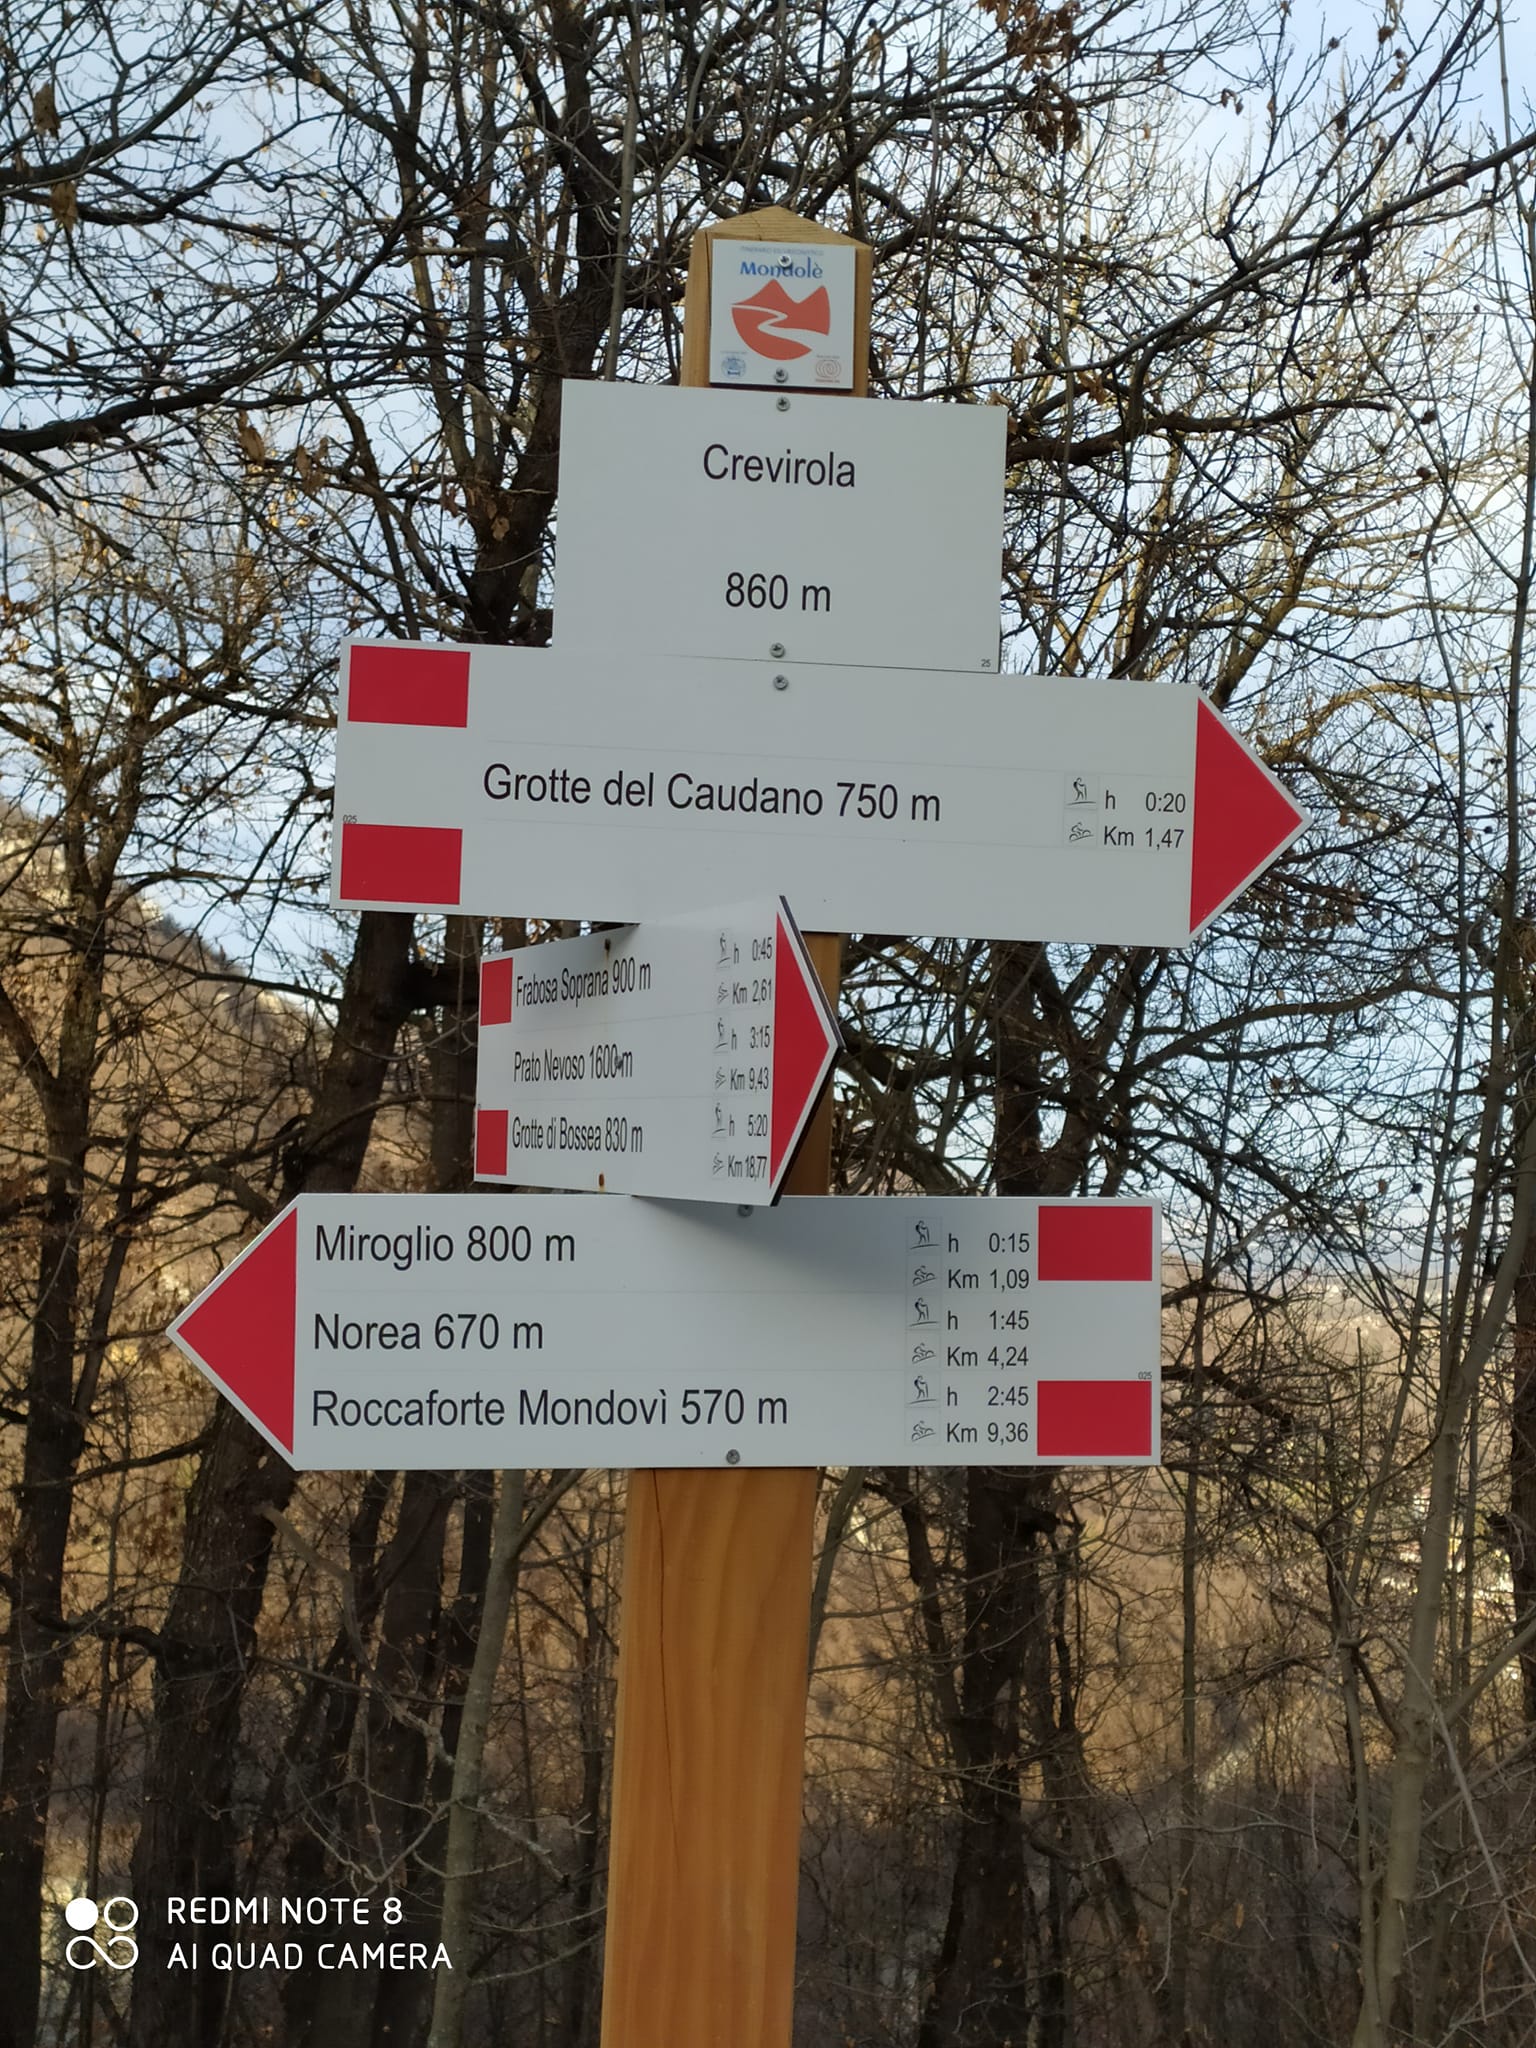 Mondolè
Crevirola
860 m
25
Grotte del Caudano 750 m
h 0:20
Km 1,47
025
Frabosa Soprana 900 m
h 0:45
Km 2,61
Prato Nevoso 1600 m
h 3:15
Km 9,43
Grotte di Bossea 830 m
h 5:20
Km 18,77
Miroglio 800 m
h 0:15
Km 1,09
Norea 670 m
h 1:45
Km 4,24
Roccaforte Mondovì 570 m
h 2:45
Km 9,36
025
REDMI NOTE 8
AI QUAD CAMERA